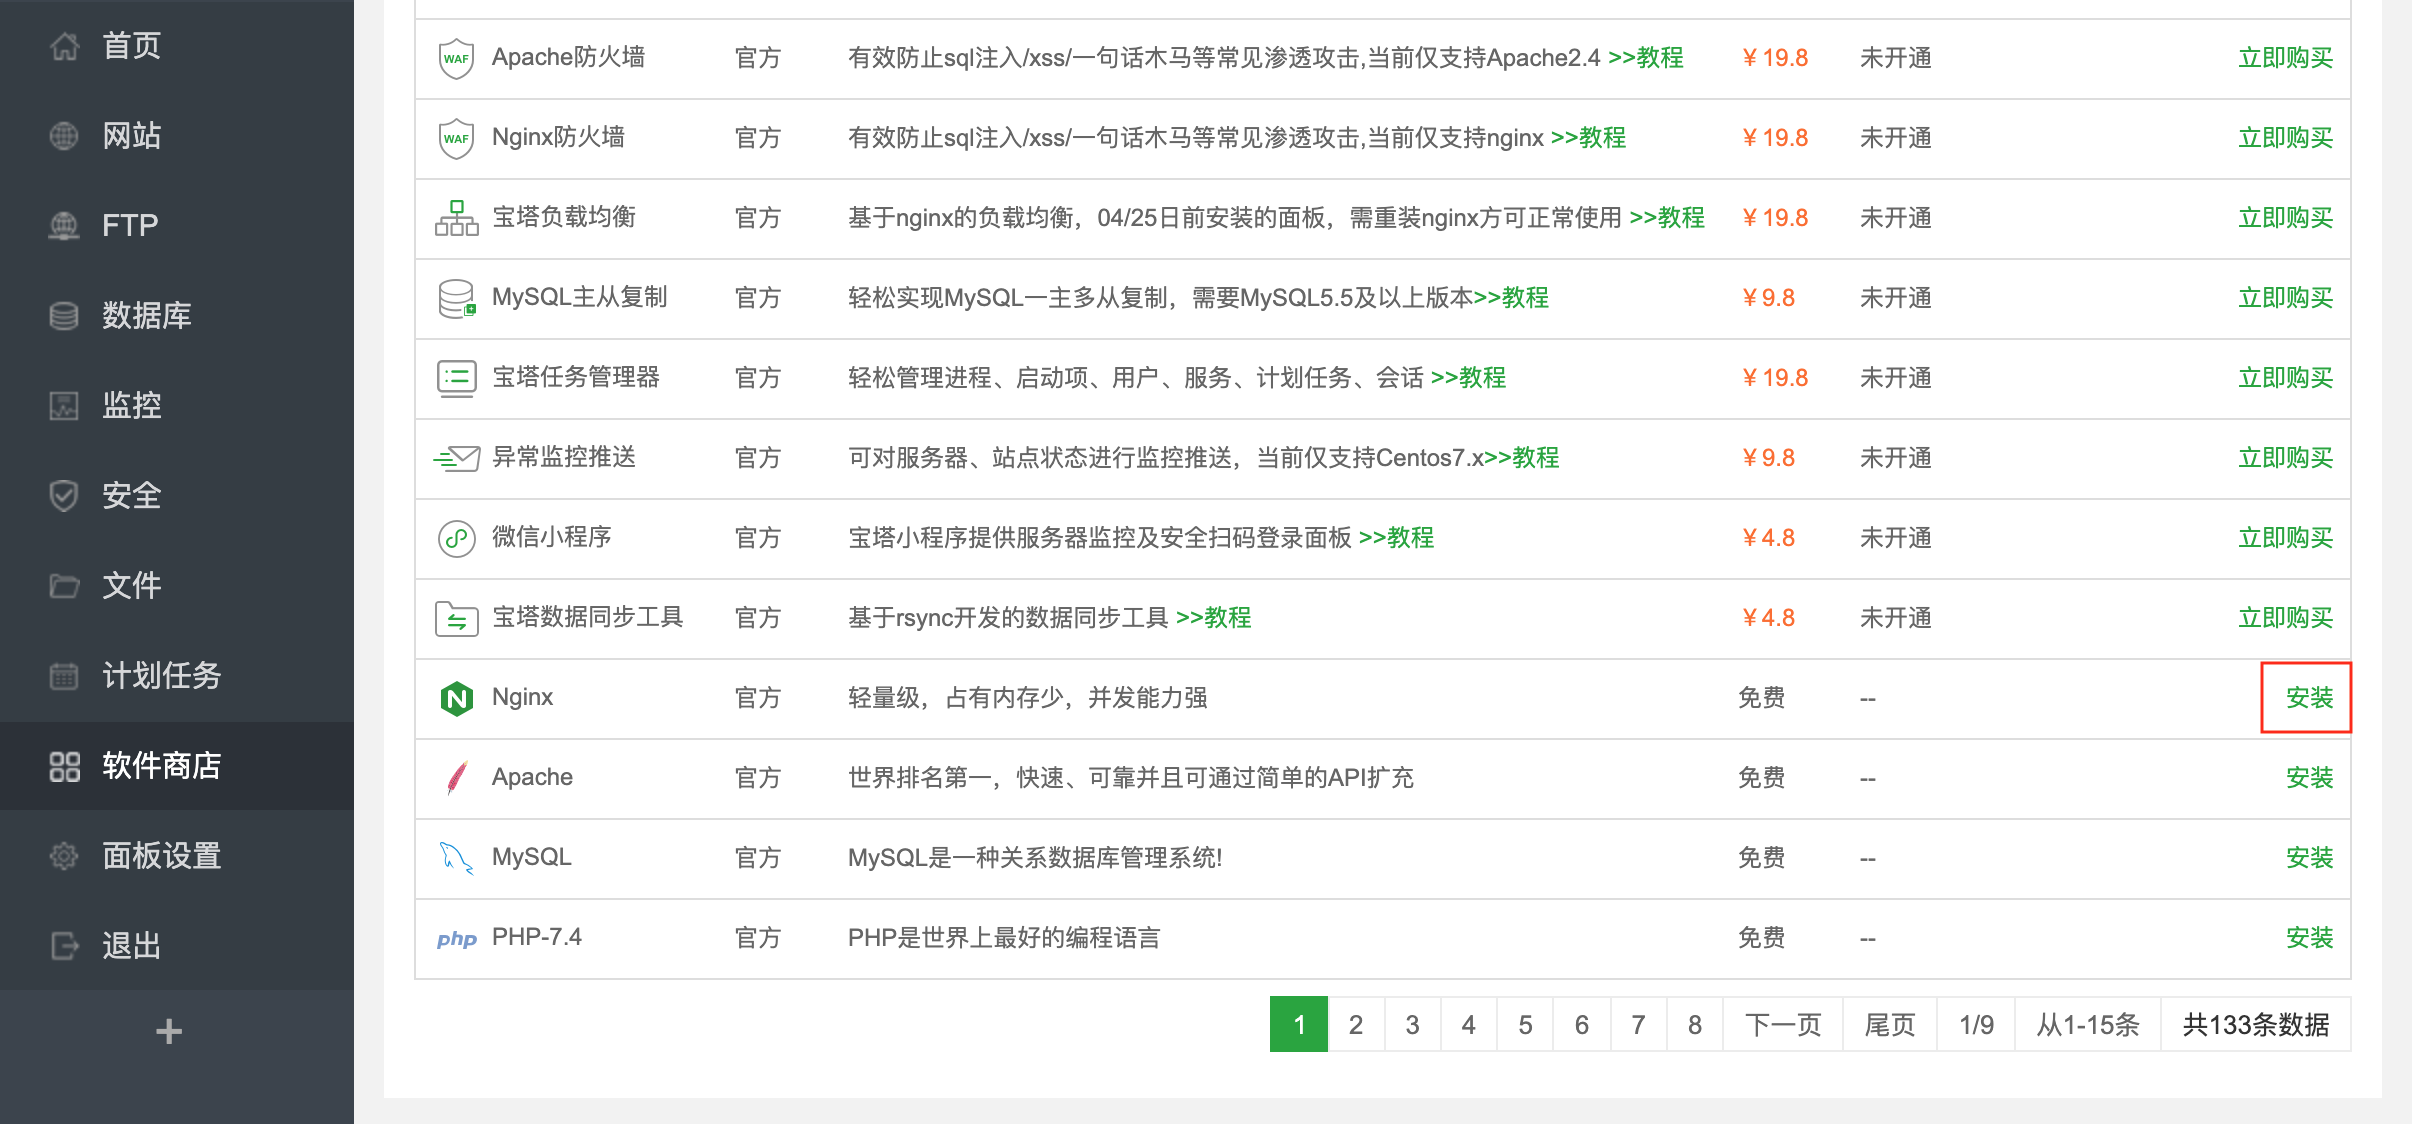 首页
网站
FTP
数据库
监控
安全
文件
计划任务
软件商店
面板设置
退出
+
WAF Apache防火墙 官方 有效防止sql注入/xss/一句话木马等常见渗透攻击,当前仅支持Apache2.4 >>教程 ¥19.8 未开通 立即购买
WAF Nginx防火墙 官方 有效防止sql注入/xss/一句话木马等常见渗透攻击,当前仅支持nginx >>教程 ¥19.8 未开通 立即购买
宝塔负载均衡 官方 基于nginx的负载均衡，04/25日前安装的面板，需重装nginx方可正常使用 >>教程 ¥19.8 未开通 立即购买
MySQL主从复制 官方 轻松实现MySQL一主多从复制，需要MySQL5.5及以上版本>>教程 ¥9.8 未开通 立即购买
宝塔任务管理器 官方 轻松管理进程、启动项、用户、服务、计划任务、会话 >>教程 ¥19.8 未开通 立即购买
异常监控推送 官方 可对服务器、站点状态进行监控推送，当前仅支持Centos7.x>>教程 ¥9.8 未开通 立即购买
微信小程序 官方 宝塔小程序提供服务器监控及安全扫码登录面板 >>教程 ¥4.8 未开通 立即购买
宝塔数据同步工具 官方 基于rsync开发的数据同步工具 >>教程 ¥4.8 未开通 立即购买
N Nginx 官方 轻量级，占有内存少，并发能力强 免费 -- 安装
Apache 官方 世界排名第一，快速、可靠并且可通过简单的API扩充 免费 -- 安装
MySQL 官方 MySQL是一种关系数据库管理系统! 免费 -- 安装
php PHP-7.4 官方 PHP是世界上最好的编程语言 免费 -- 安装
1 2 3 4 5 6 7 8 下一页 尾页 1/9 从1-15条 共133条数据